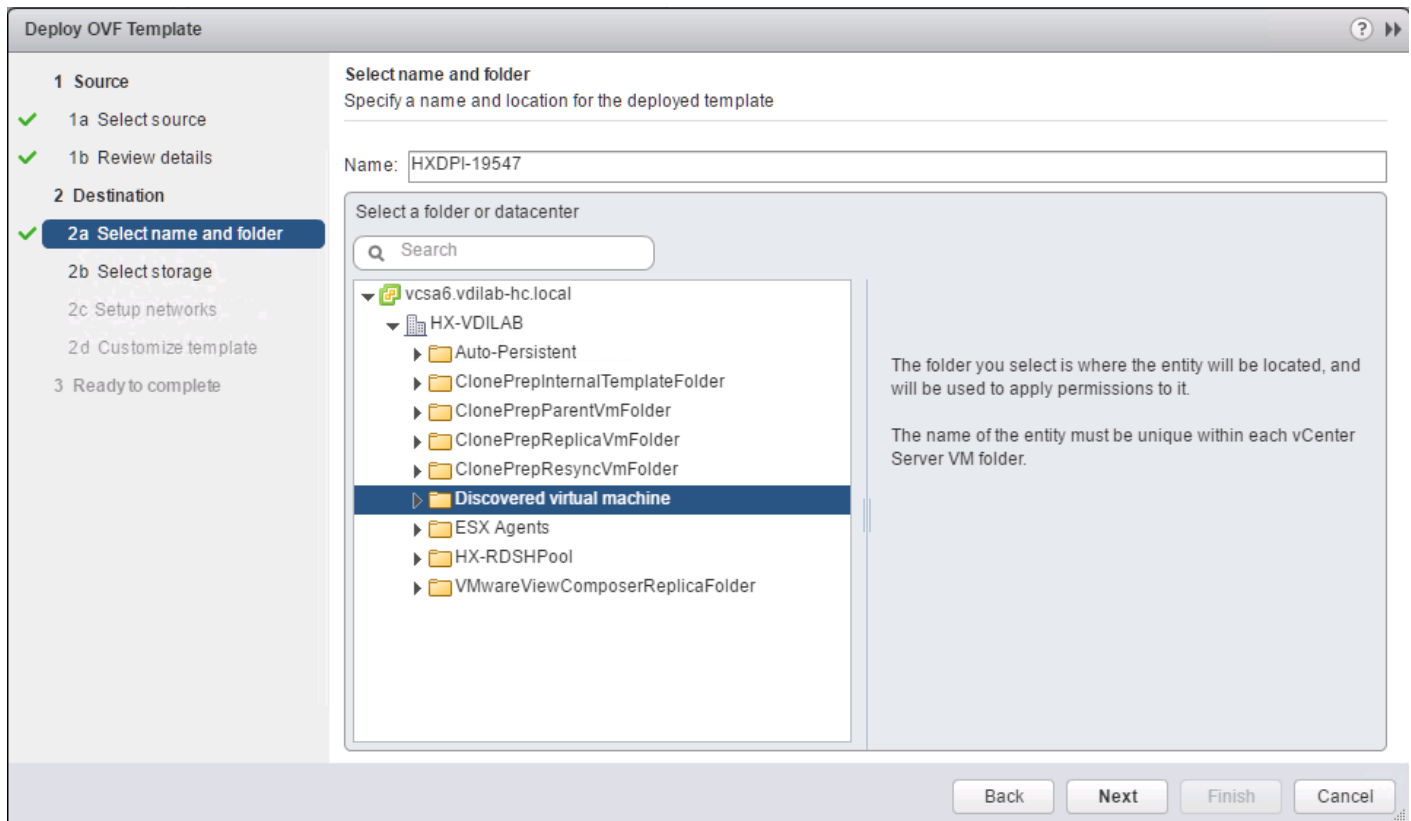 Deploy OVF Template
?
1 Source
1a Select source
1b Review details
2 Destination
2a Select name and folder
2b Select storage
2c Setup networks
2d Customize template
3 Ready to complete
Select name and folder
Specify a name and location for the deployed template
Name: HXDPI-19547
Select a folder or datacenter
Search
vcsa6.vdilab-hc.local
HX-VDILAB
Auto-Persistent
ClonePrepInternalTemplateFolder
ClonePrepParentVmFolder
ClonePrepReplicaVmFolder
ClonePrepResyncVmFolder
Discovered virtual machine
ESX Agents
HX-RDSHPool
VMwareViewComposerReplicaFolder
The folder you select is where the entity will be located, and
will be used to apply permissions to it.
The name of the entity must be unique within each vCenter
Server VM folder.
Back Next Finish Cancel